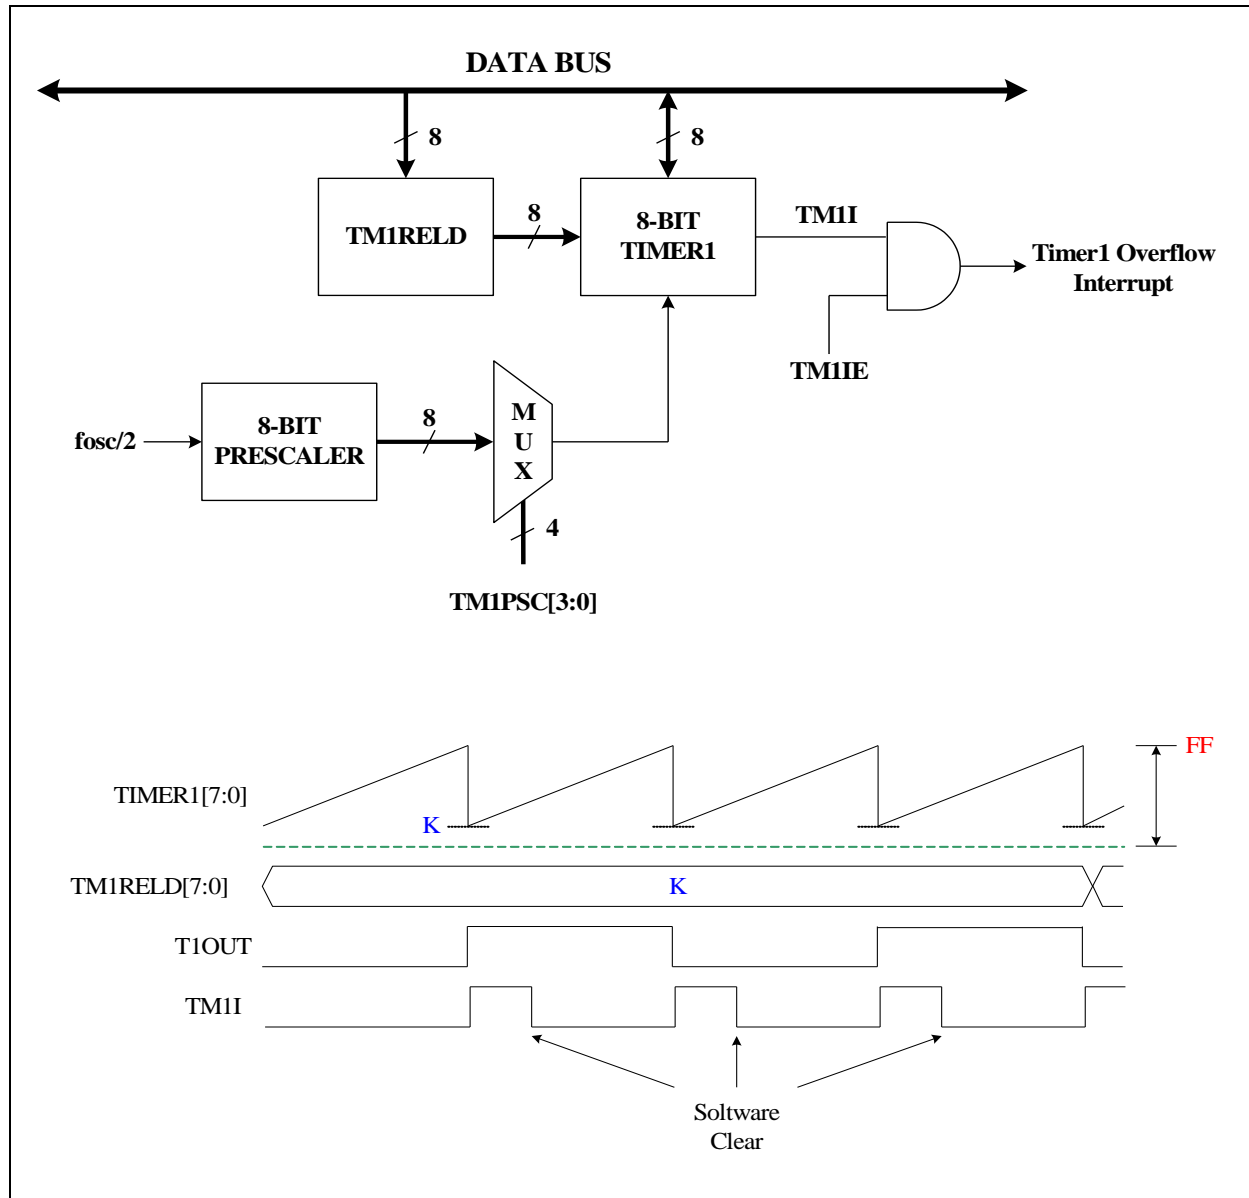 DATA BUS
8
8
TM1RELD
8
8-BIT
TIMER1
TM1I
Timer1 Overflow
Interrupt
TM1IE
fosc/2
8-BIT
PRESCALER
8
M
U
X
4
TM1PSC[3:0]
FF
TIMER1[7:0]
K
TM1RELD[7:0]
K
T1OUT
TM1I
Soltware
Clear